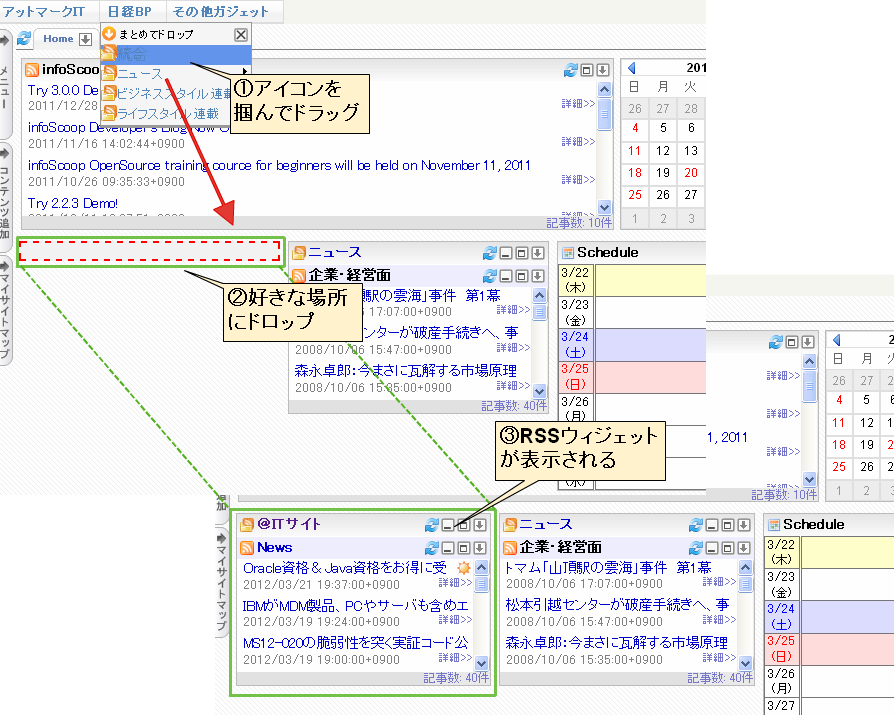 アットマークIT 日経BP その他ガジェット
Home
まとめてドロップ
ニュース
ビジネススタイル連載
ライフスタイル連載
メニュー
コンテンツ追加
マイサイトマップ
①アイコンを
掴んでドラッグ
infoScoo
Try 3.0.0 De
2011/12/28
詳細>>
infoScoop Developer's Blog Now O
2011/11/16 14:02:44+0900
詳細>>
infoScoop OpenSource training cource for beginners will be held on November 11, 2011
2011/10/26 09:35:33+0900
詳細>>
Try 2.2.3 Demo!
詳細>>
記事数: 10件
201
日 月 火
26 27 28
4 5 6
11 12 13
18 19 20
25 26 27
1 2 3
②好きな場所
にドロップ
ニュース
企業・経営面
駅の雲海」事件 第1幕
17:07:00+0900
詳細>>
センターが破産手続きへ、事
2008/10/06 15:47:00+0900
詳細>>
森永卓郎：今まさに瓦解する市場原理
2008/10/06 15:35:00+0900
詳細>>
記事数: 40件
Schedule
3/22
(木)
3/23
(金)
3/24
(土)
3/25
(日)
3/26
(月)
(水)
③RSSウィジェット
が表示される
1, 2011
詳細>>
詳細>>
詳細>>
詳細>>
記事数: 10件
2
日 月 火
26 27 2
4 5 6
11 12 1
18 19 2
25 26 2
1 2 3
追加
マイサイトマップ
@ITサイト
News
Oracle資格＆Java資格をお得に受
2012/03/21 19:37:00+0900
詳細>>
IBMがMDM製品、PCやサーバも含めエ
2012/03/19 19:24:00+0900
詳細>>
MS12-020の脆弱性を突く実証コード公
2012/03/19 19:00:00+0900
詳細>>
記事数: 40件
ニュース
企業・経営面
トマム「山頂駅の雲海」事件 第1幕
2008/10/06 17:07:00+0900
詳細>>
松本引越センターが破産手続きへ、事
2008/10/06 15:47:00+0900
詳細>>
森永卓郎：今まさに瓦解する市場原理
2008/10/06 15:35:00+0900
詳細>>
記事数: 40件
Schedule
3/22
(木)
3/23
(金)
3/24
(土)
3/25
(日)
3/26
(月)
3/27